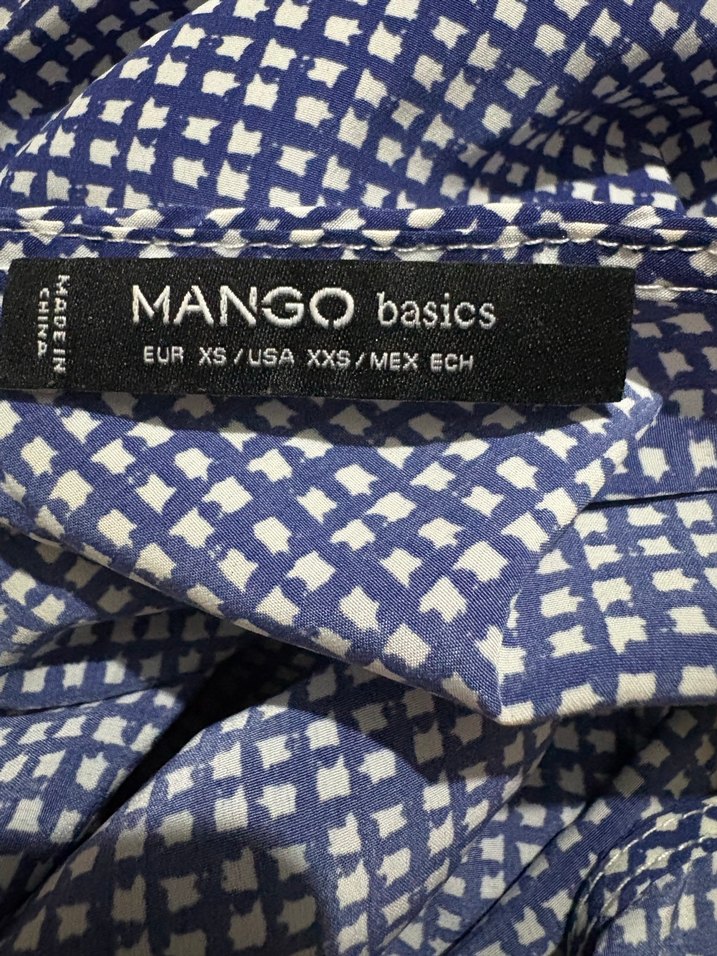 MADE IN
CHINA
MANGO basics
EUR XS / USA XXS / MEX ECH